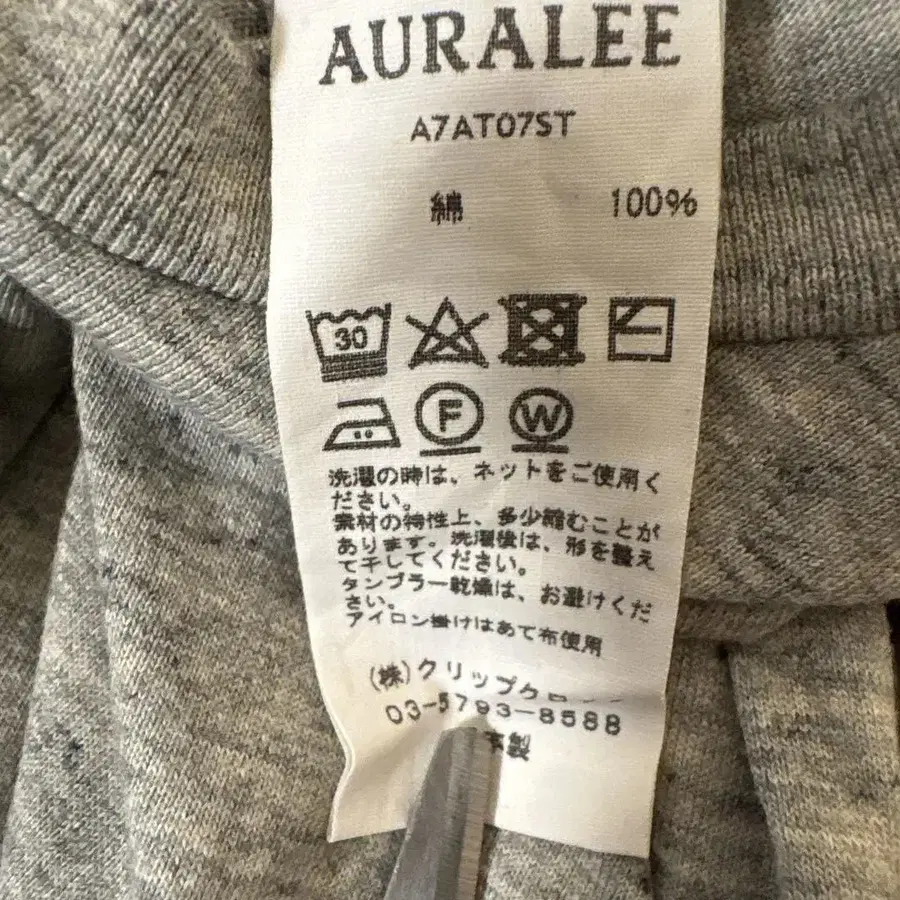 AURALEE
A7AT07ST
綿 100%
30
F W
洗濯の時は、ネットをご使用く
ださい。
素材の特性上、多少縮むことが
あります。洗濯後は、形を整え
て干してください。
タンブラー乾燥は、お避けくだ
さい。
アイロン掛けはあて布使用
(株)クリップク
03-5793-8588
本製